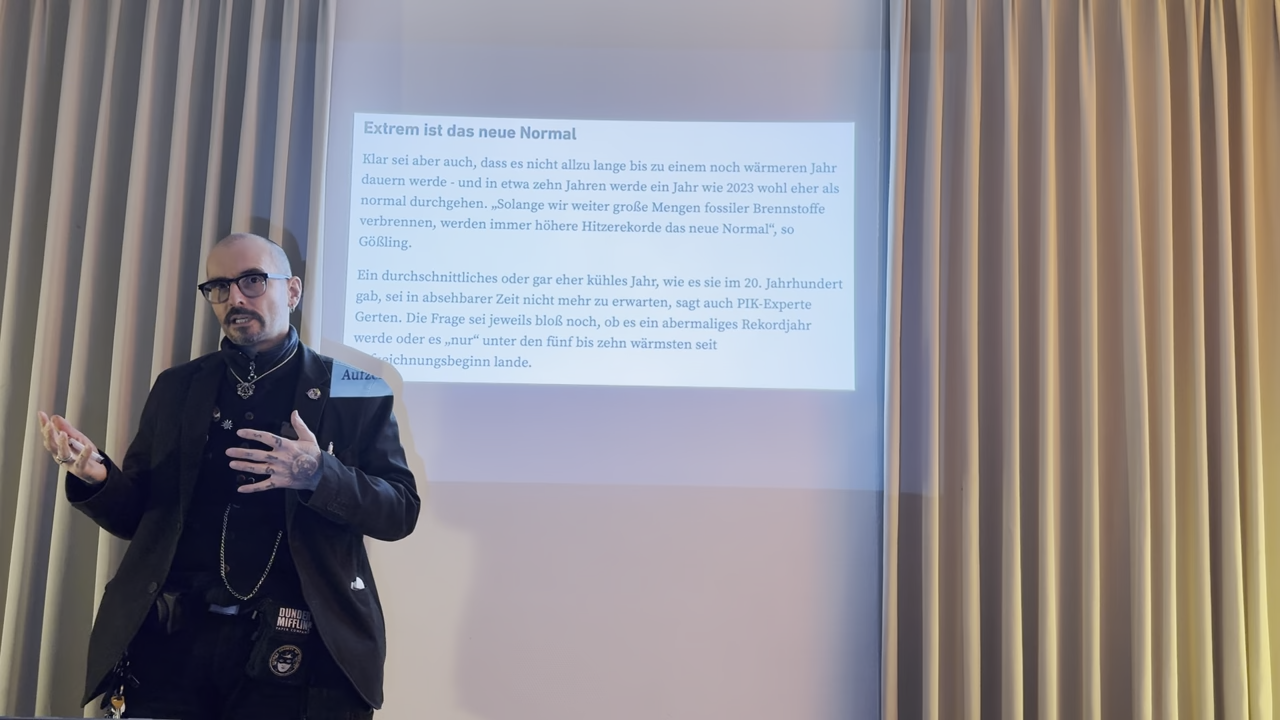 Extrem ist das neue Normal
Klar sei aber auch, dass es nicht allzu lange bis zu einem noch wärmeren Jahr
dauern werde - und in etwa zehn Jahren werde ein Jahr wie 2023 wohl eher als
normal durchgehen. „Solange wir weiter große Mengen fossiler Brennstoffe
verbrennen, werden immer höhere Hitzerekorde das neue Normal“, so
Gößling.
Ein durchschnittliches oder gar eher kühles Jahr, wie es sie im 20. Jahrhundert
gab, sei in absehbarer Zeit nicht mehr zu erwarten, sagt auch PIK-Experte
Gerten. Die Frage sei jeweils bloß noch, ob es ein abermaliges Rekordjahr
werde oder es „nur“ unter den fünf bis zehn wärmsten seit
Aufzeichnungsbeginn lande.
DUNDER
MIFFLIN